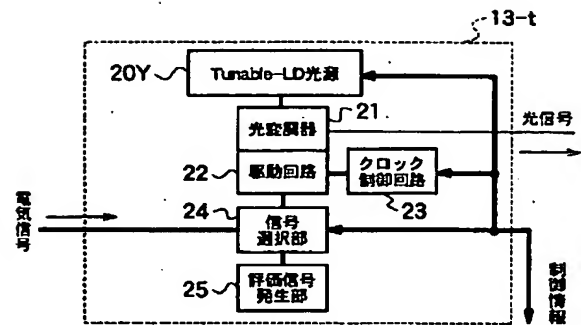 13-t
20Y
Tunable-LD光源
21
光変調器
光信号
22
駆動回路
クロック
制御回路
23
電気信号
24
信号
選択部
25
評価信号
発生部
制御情報